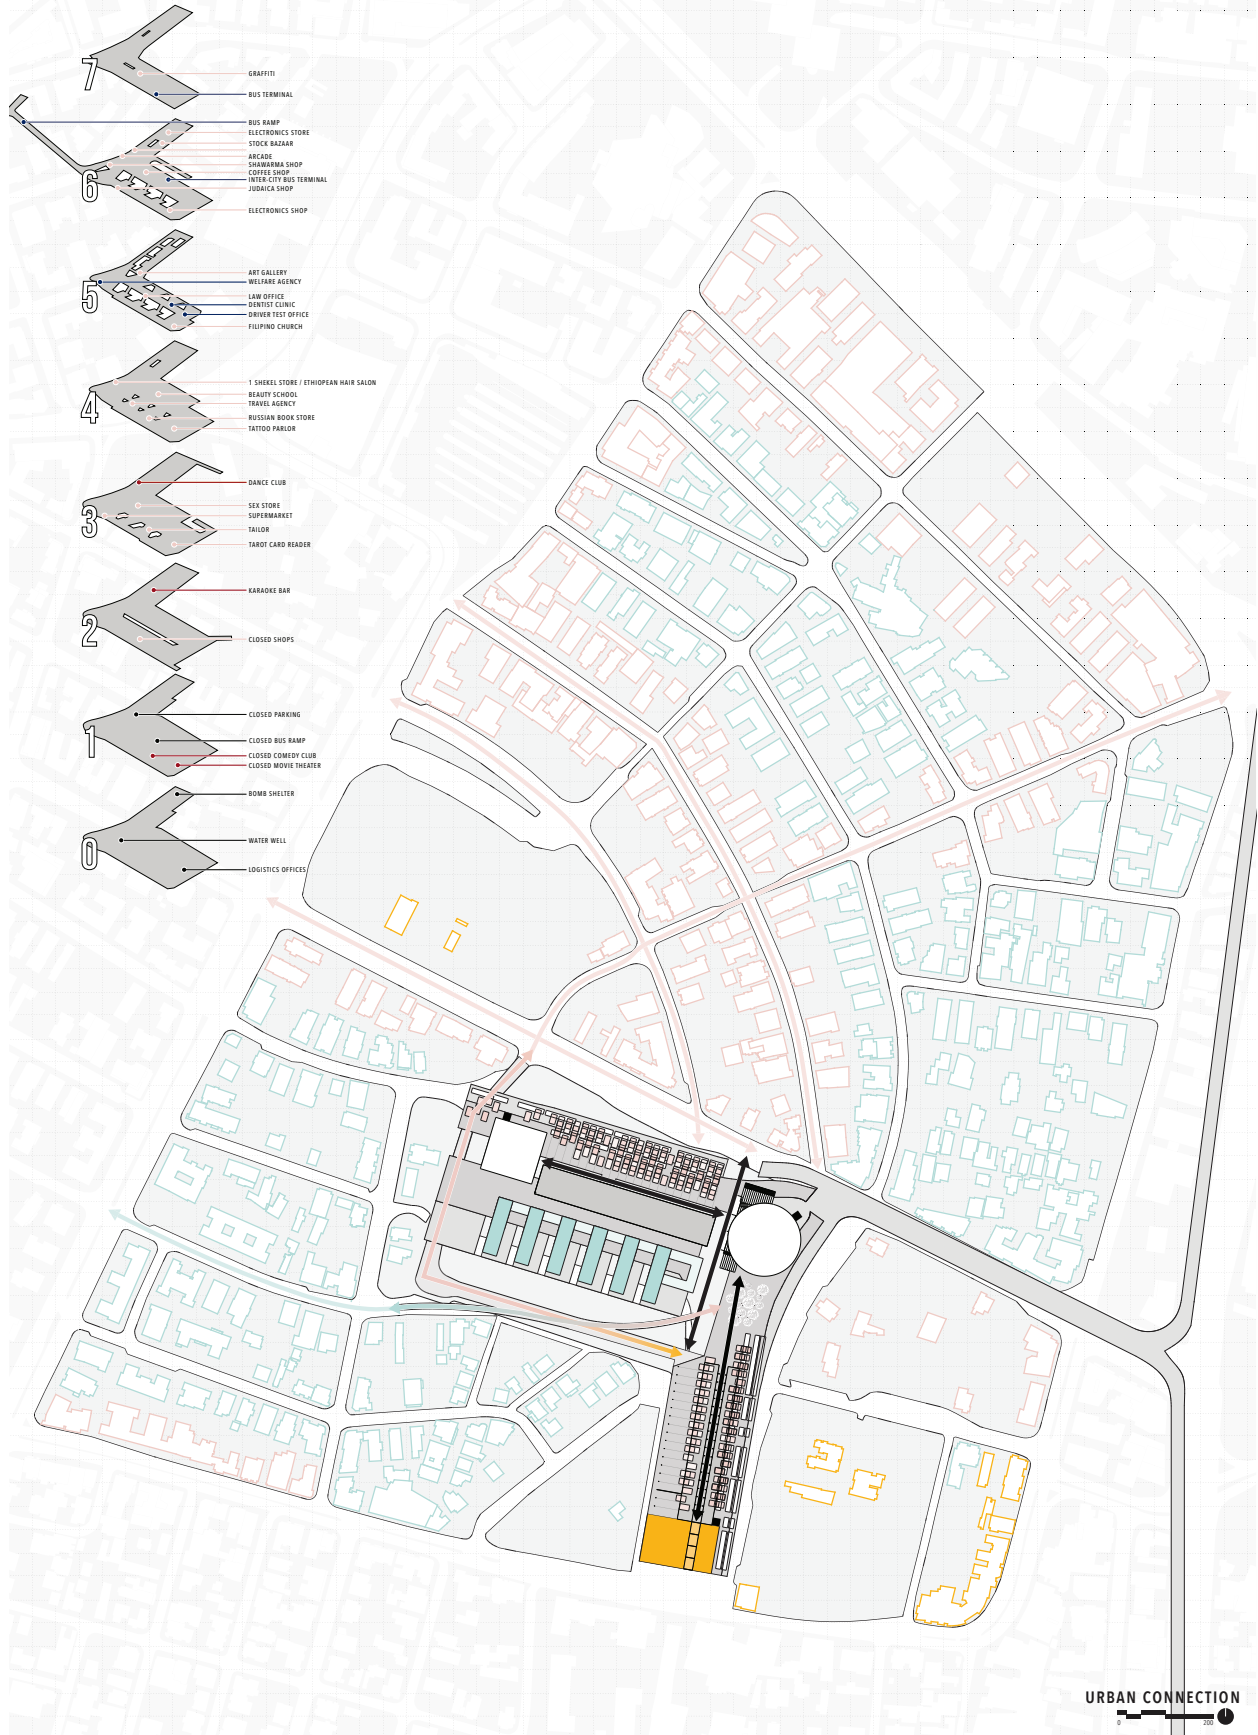 7
GRAFFITI
BUS TERMINAL
BUS RAMP
ELECTRONICS STORE
STOCK BAZAAR
ARCADE
SHAWARMA SHOP
COFFEE SHOP
INTER-CITY BUS TERMINAL
JUDAICA SHOP
6
ELECTRONICS SHOP
ART GALLERY
WELFARE AGENCY
5
LAW OFFICE
DENTIST CLINIC
DRIVER TEST OFFICE
FILIPINO CHURCH
1 SHEKEL STORE / ETHIOPEAN HAIR SALON
BEAUTY SCHOOL
TRAVEL AGENCY
4
RUSSIAN BOOK STORE
TATTOO PARLOR
DANCE CLUB
SEX STORE
SUPERMARKET
3
TAILOR
TAROT CARD READER
KARAOKE BAR
2
CLOSED SHOPS
CLOSED PARKING
1
CLOSED BUS RAMP
CLOSED COMEDY CLUB
CLOSED MOVIE THEATER
BOMB SHELTER
WATER WELL
0
LOGISTICS OFFICES
URBAN CONNECTION
0 200